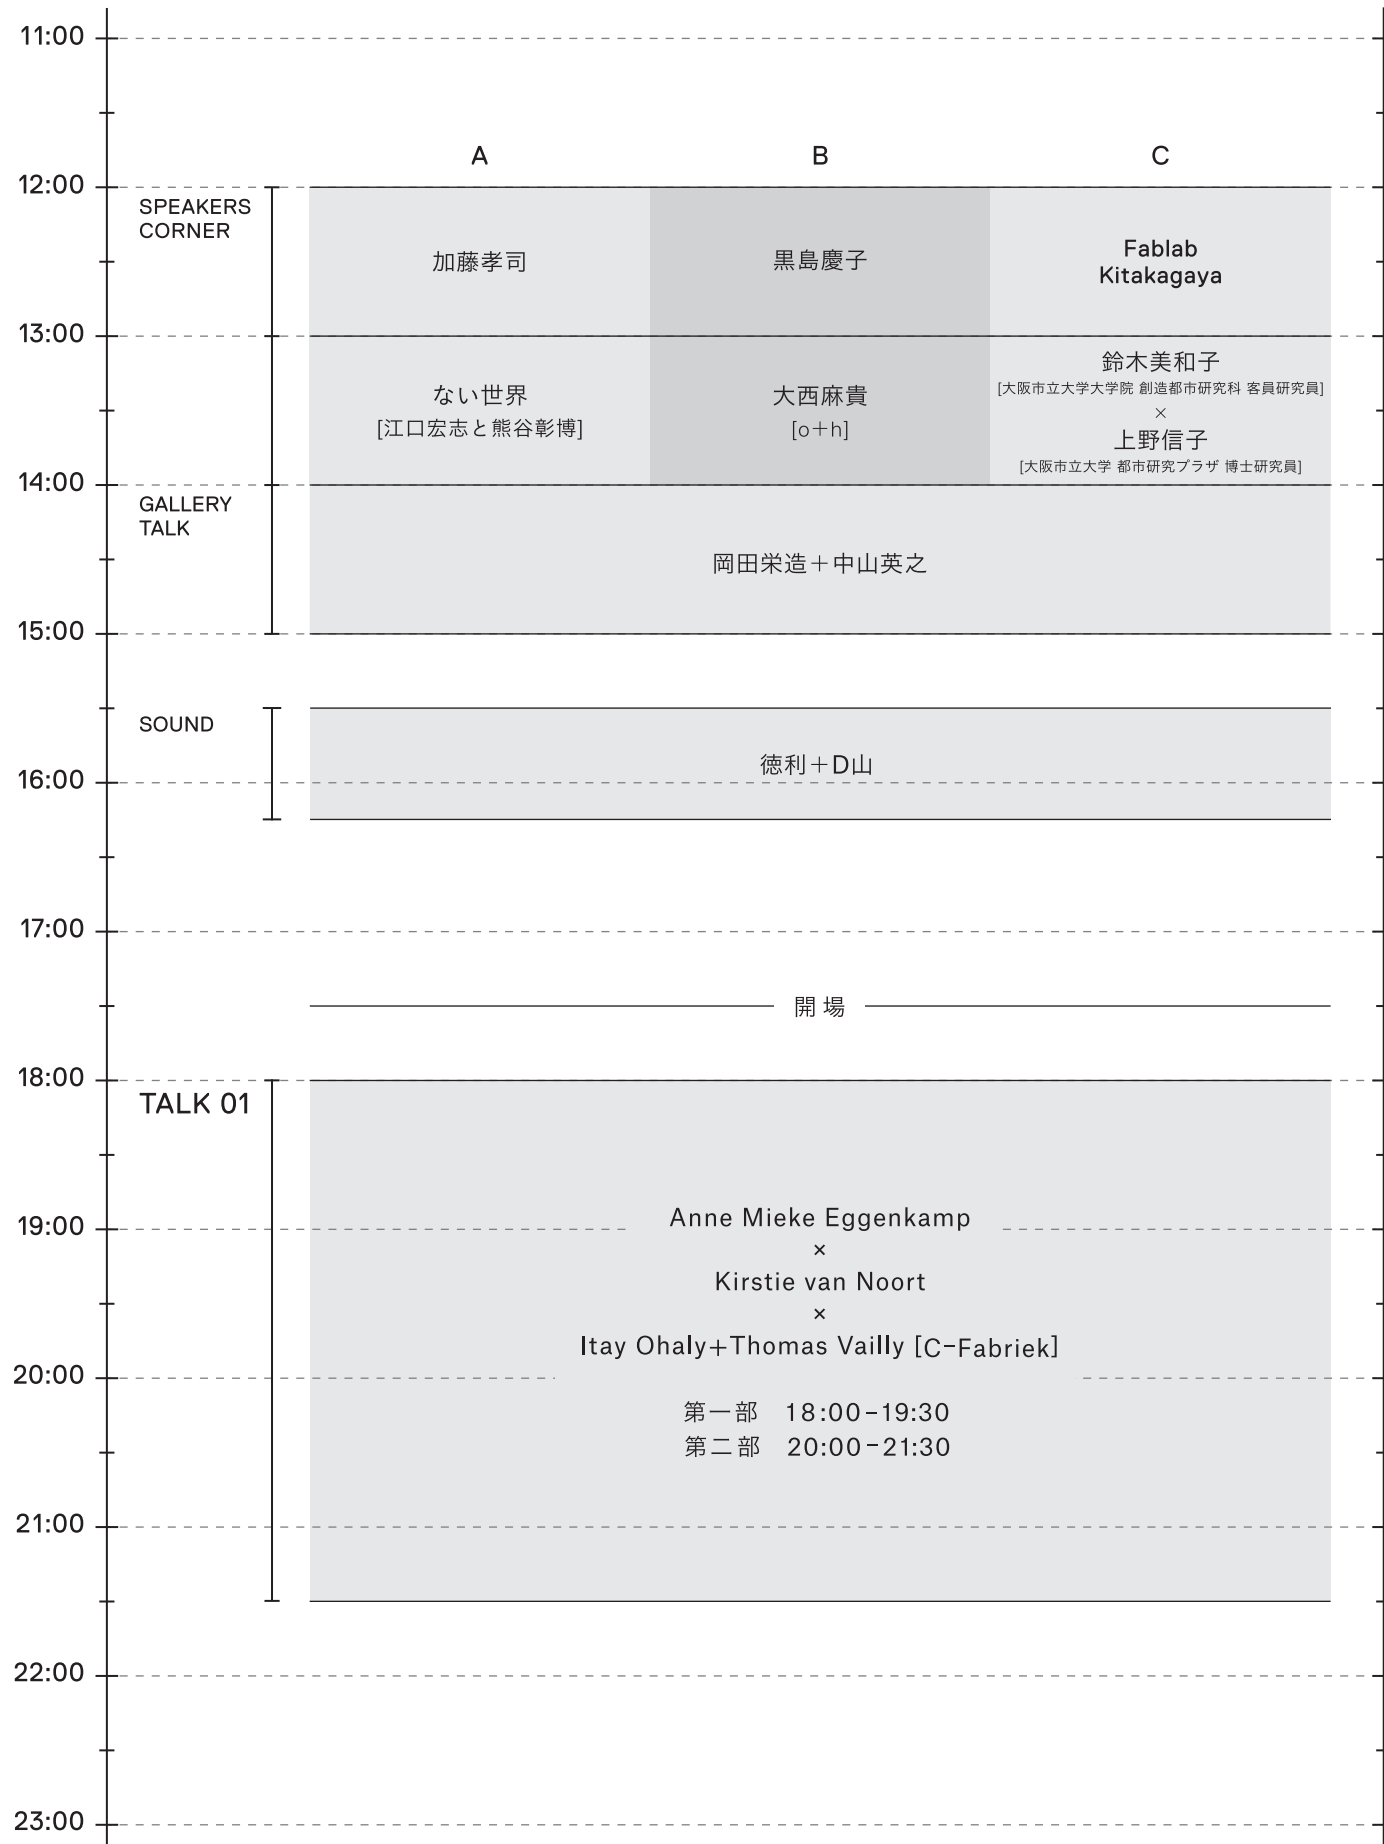 11:00
A B C
12:00
SPEAKERS
CORNER
加藤孝司
黒島慶子
Fablab
Kitakagaya
13:00
ない世界
[江口宏志と熊谷彰博]
大西麻貴
[o+h]
鈴木美和子
[大阪市立大学大学院 創造都市研究科 客員研究員]
×
上野信子
[大阪市立大学 都市研究プラザ 博士研究員]
14:00
GALLERY
TALK
岡田栄造＋中山英之
15:00
SOUND
徳利＋D山
16:00
17:00
開場
18:00
TALK 01
19:00
Anne Mieke Eggenkamp
×
Kirstie van Noort
×
Itay Ohaly+Thomas Vailly [C-Fabriek]
20:00
第一部 18:00-19:30
第二部 20:00-21:30
21:00
22:00
23:00